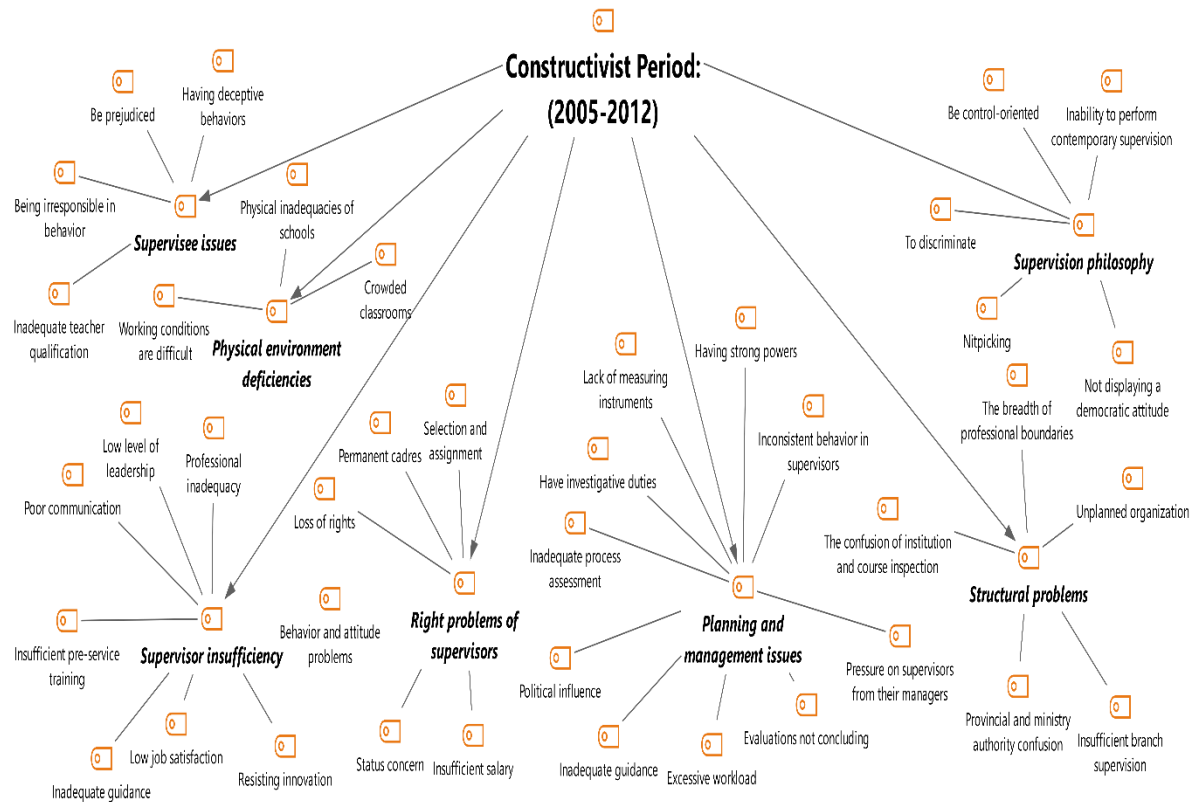 Constructivist Period:
(2005-2012)
Be prejudiced
Having deceptive
behaviors
Being irresponsible in
behavior
Supervisee issues
Inadequate teacher
qualification
Physical inadequacies of
schools
Crowded
classrooms
Working conditions
are difficult
Physical environment
deficiencies
Be control-oriented
Inability to perform
contemporary supervision
To discriminate
Supervision philosophy
Nitpicking
Not displaying a
democratic attitude
Low level of
leadership
Professional
inadequacy
Poor communication
Insufficient pre-service
training
Supervisor insufficiency
Behavior and attitude
problems
Inadequate guidance
Low job satisfaction
Resisting innovation
Selection and
assignment
Permanent cadres
Loss of rights
Right problems of
supervisors
Status concern
Insufficient salary
Having strong powers
Lack of measuring
instruments
Inconsistent behavior in
supervisors
Have investigative duties
Inadequate process
assessment
Planning and
management issues
Political influence
Pressure on supervisors
from their managers
Inadequate guidance
Excessive workload
Evaluations not concluding
The breadth of
professional boundaries
Unplanned organization
The confusion of institution
and course inspection
Structural problems
Provincial and ministry
authority confusion
Insufficient branch
supervision